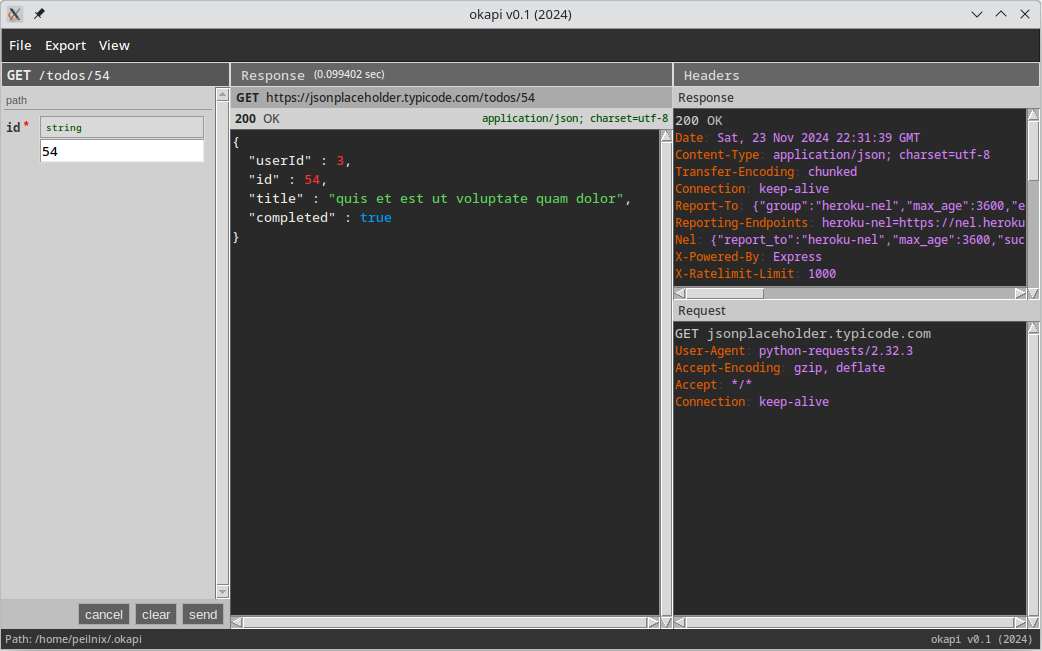 okapi v0.1 (2024)
File Export View
GET /todos/54
path
id * string
54
cancel clear send
Response (0.099402 sec)
GET https://jsonplaceholder.typicode.com/todos/54
200 OK application/json; charset=utf-8
{
"userId" : 3,
"id" : 54,
"title" : "quis et est ut voluptate quam dolor",
"completed" : true
}
Headers
Response
200 OK
Date: Sat, 23 Nov 2024 22:31:39 GMT
Content-Type: application/json; charset=utf-8
Transfer-Encoding: chunked
Connection: keep-alive
Report-To: {"group":"heroku-nel","max_age":3600,"e
Reporting-Endpoints: heroku-nel=https://nel.heroku
Nel: {"report_to":"heroku-nel","max_age":3600,"suc
X-Powered-By: Express
X-Ratelimit-Limit: 1000
Request
GET jsonplaceholder.typicode.com
User-Agent: python-requests/2.32.3
Accept-Encoding: gzip, deflate
Accept: */*
Connection: keep-alive
Path: /home/peilnix/.okapi
okapi v0.1 (2024)